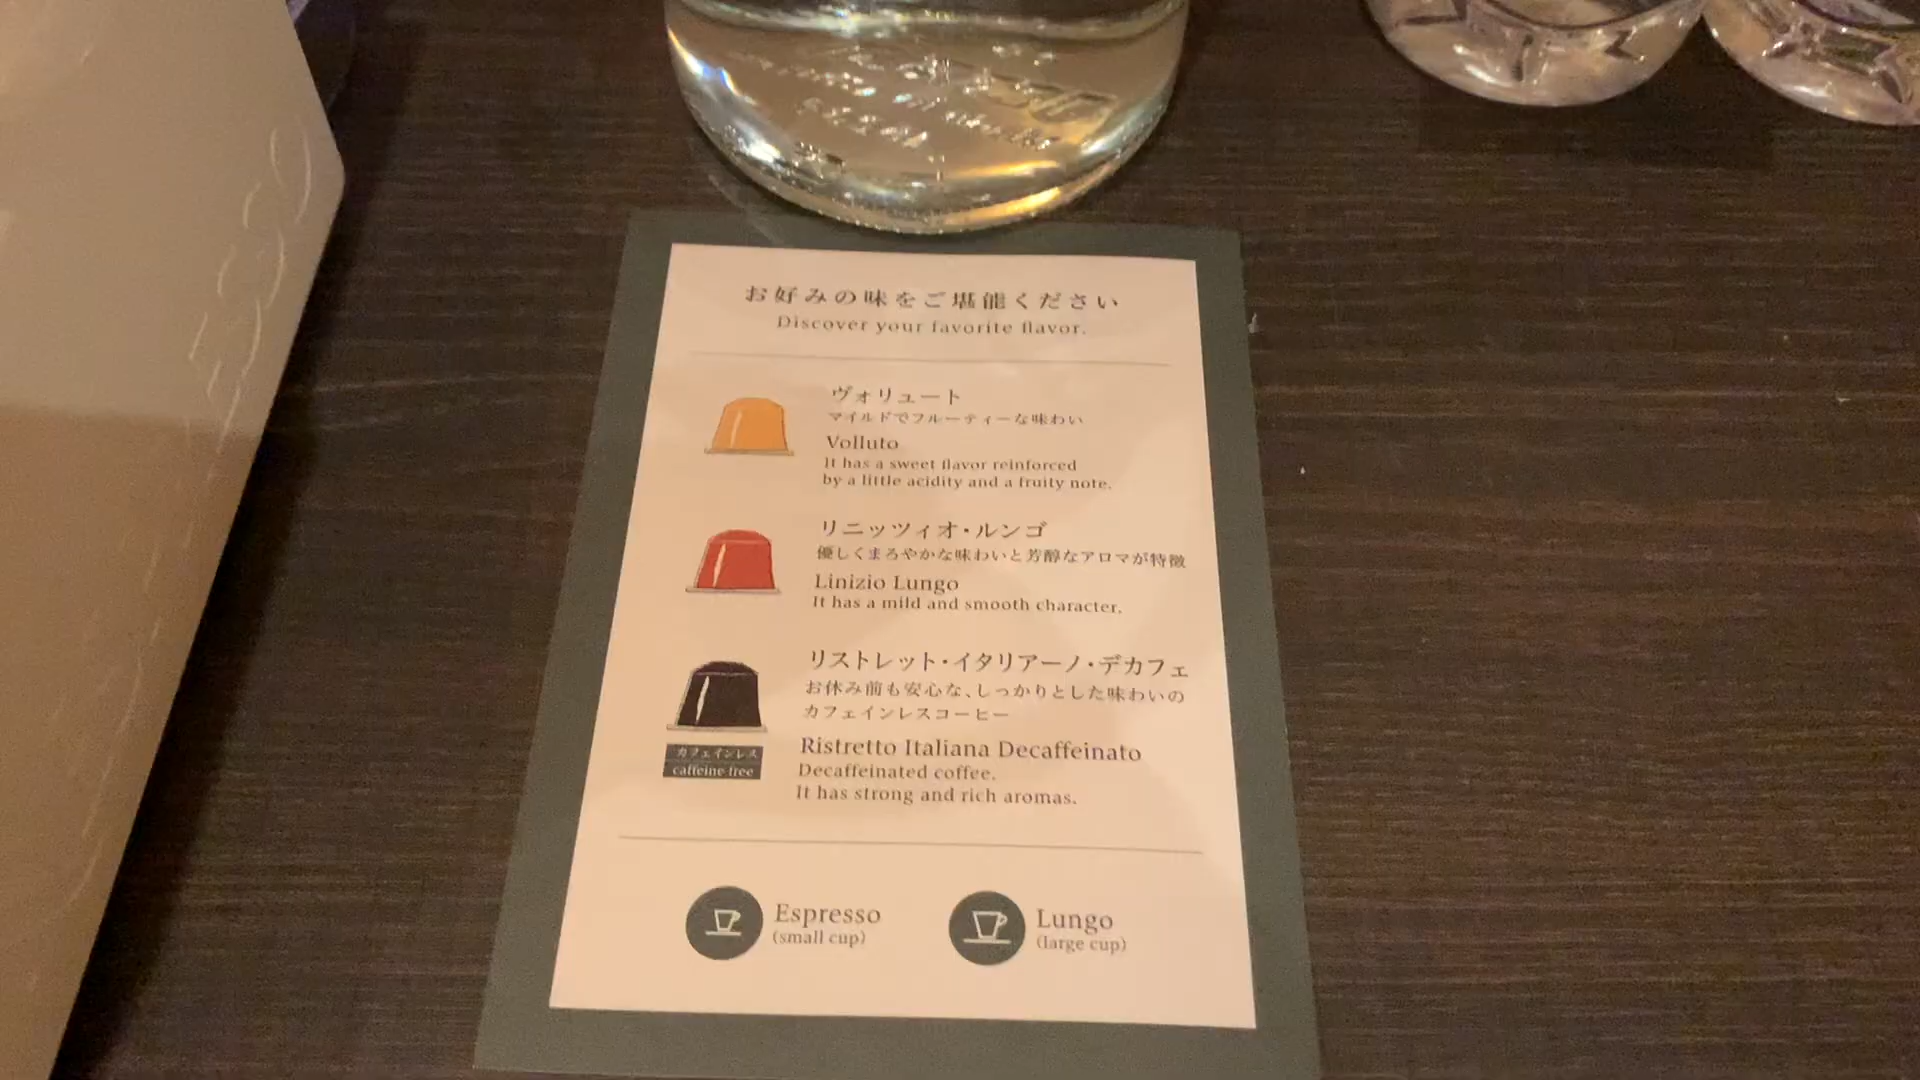 お好みの味をご堪能ください
Discover your favorite flavor.
ヴォリュート
マイルドでフルーティーな味わい
Volluto
It has a sweet flavor reinforced
by a little acidity and a fruity note.
リニッツィオ・ルンゴ
優しくまろやかな味わいと芳醇なアロマが特徴
Linizio Lungo
It has a mild and smooth character.
リストレット・イタリアーノ・デカフェ
お休み前も安心な、しっかりとした味わいの
カフェインレスコーヒー
カフェインレス
caffeine free
Ristretto Italiana Decaffeinato
Decaffeinated coffee.
It has strong and rich aromas.
Espresso
(small cup)
Lungo
(large cup)